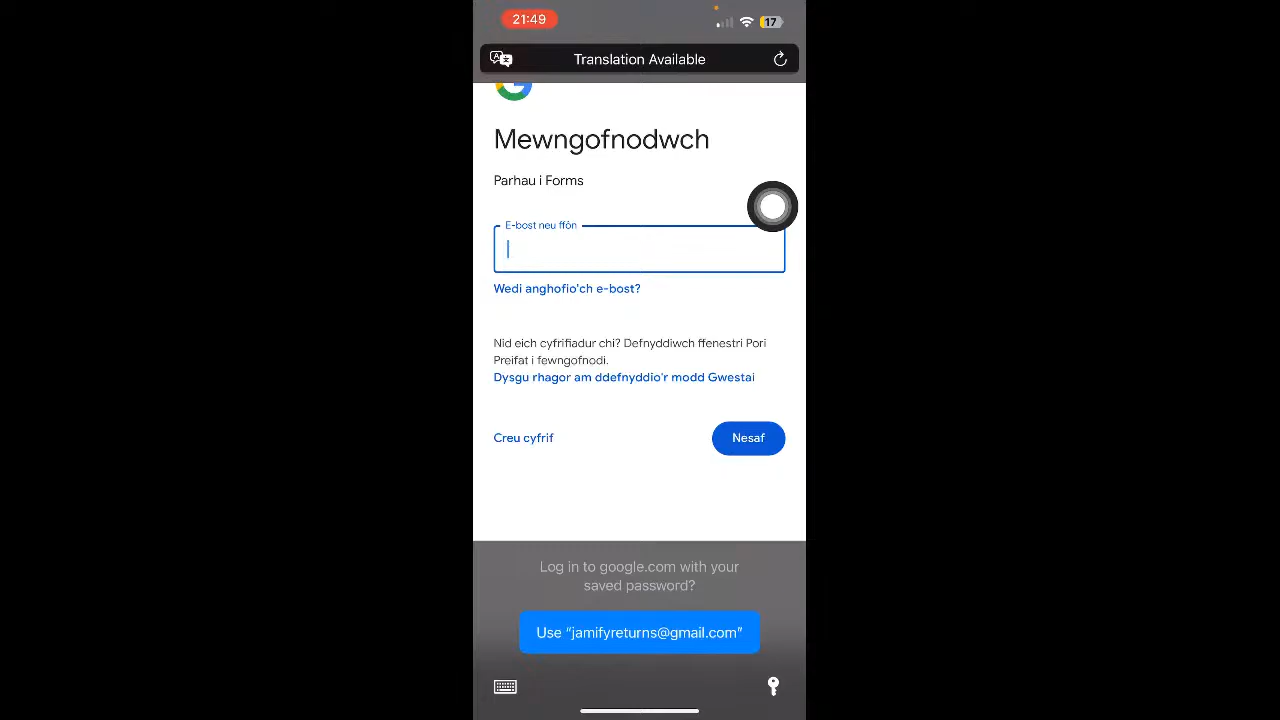 21:49
17
Translation Available
Mewngofnodwch
Parhau i Forms
E-bost neu ffôn
Wedi anghofio'ch e-bost?
Nid eich cyfrifiadur chi? Defnyddiwch ffenestri Pori
Preifat i fewngofnodi.
Dysgu rhagor am ddefnyddio'r modd Gwestai
Creu cyfrif
Nesaf
Log in to google.com with your
saved password?
Use “jamifyreturns@gmail.com”